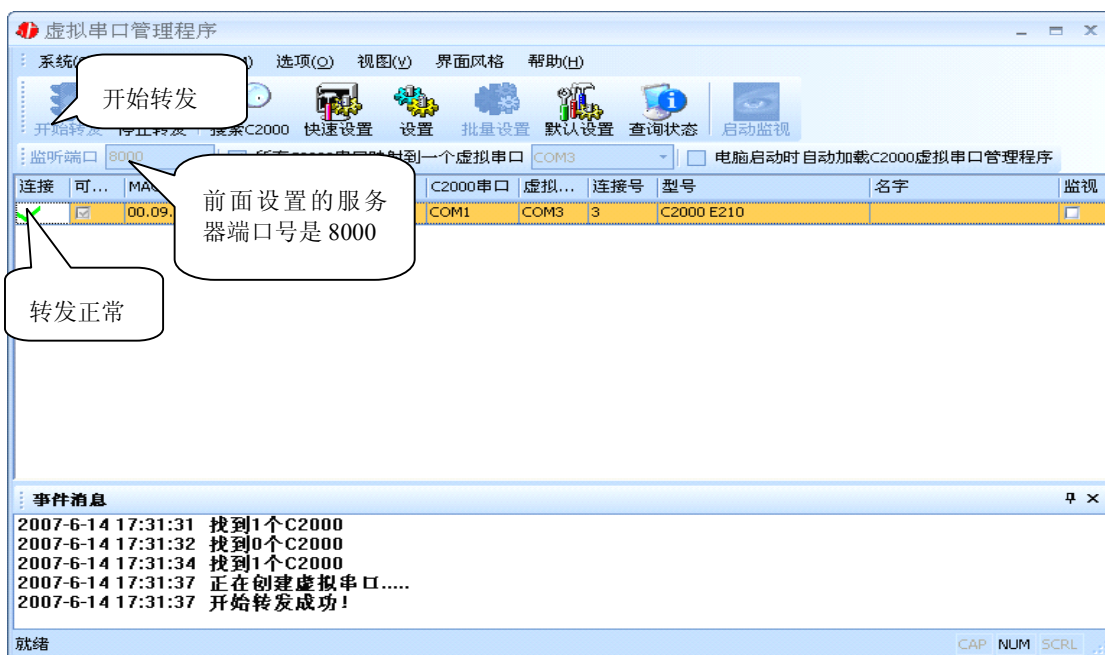 虚拟串口管理程序
系统( 选项(O) 视图(V) 界面风格 帮助(H)
开始转发
开始转发 停止转发 搜索C2000 快速设置 设置 批量设置 默认设置 查询状态 启动监视
监听端口 8000 所有C2000串口映射到一个虚拟串口 COM3 电脑启动时自动加载C2000虚拟串口管理程序
连接 可... MAC C2000串口 虚拟... 连接号 型号 名字 监视
00.09. COM1 COM3 3 C2000 E210
前面设置的服务
器端口号是 8000
转发正常
事件消息
2007-6-14 17:31:31 找到1个C2000
2007-6-14 17:31:32 找到0个C2000
2007-6-14 17:31:34 找到1个C2000
2007-6-14 17:31:37 正在创建虚拟串口.....
2007-6-14 17:31:37 开始转发成功!
就绪 CAP NUM SCRL